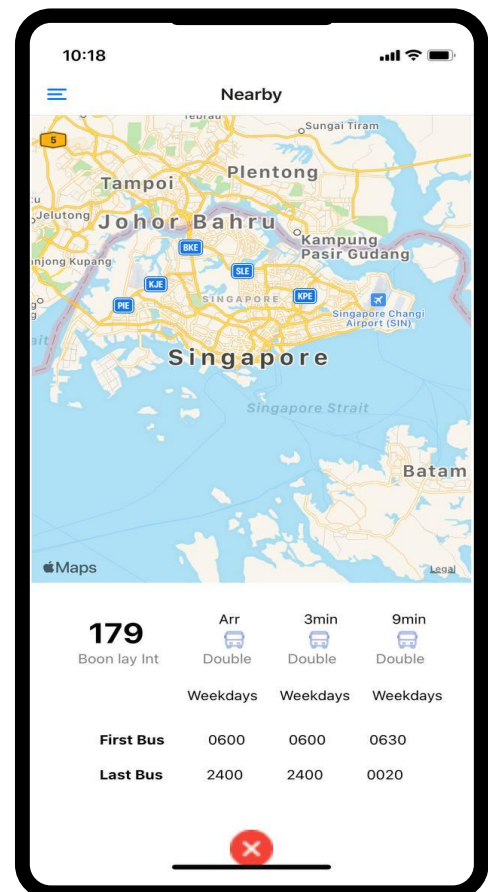 10:18
Nearby
Tebrau
Sungai Tiram
5
Plentong
Tampoi
Jelutong
Johor Bahru
Kampung
Pasir Gudang
BKE
njong Kupang
SLE
KJE
SINGAPORE
KPE
PIE
Singapore Changi
Airport (SIN)
Singapore
Singapore Strait
Batam
Maps
Legal
179 Arr 3min 9min
Boon lay Int Double Double Double
Weekdays Weekdays Weekdays
First Bus 0600 0600 0630
Last Bus 2400 2400 0020